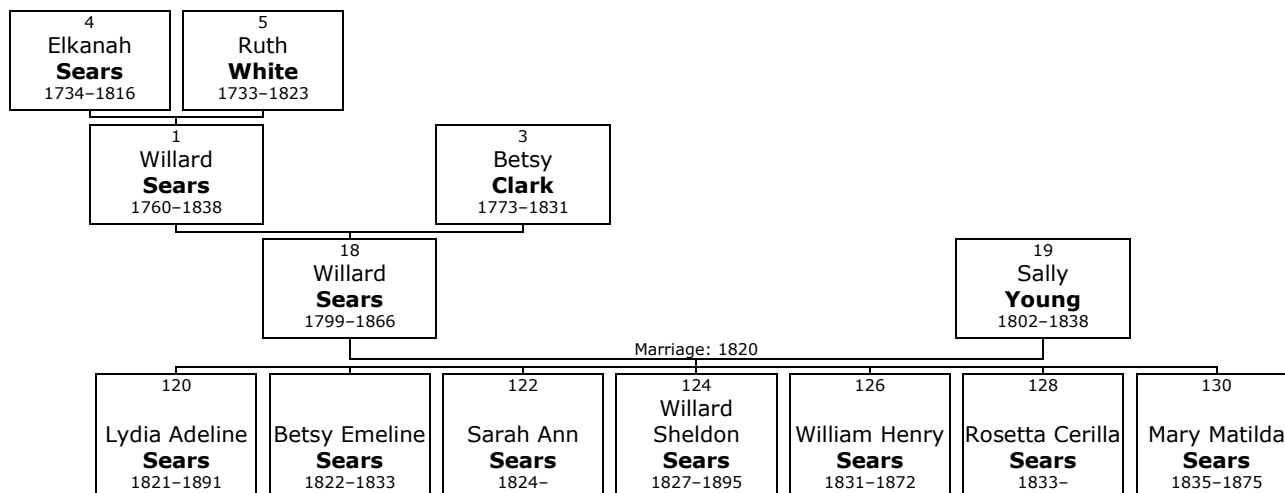 4
Elkanah
Sears
1734–1816
5
Ruth
White
1733–1823
1
Willard
Sears
1760–1838
3
Betsy
Clark
1773–1831
18
Willard
Sears
1799–1866
19
Sally
Young
1802–1838
Marriage: 1820
120
Lydia Adeline
Sears
1821–1891
Betsy Emeline
Sears
1822–1833
122
Sarah Ann
Sears
1824–
124
Willard
Sheldon
Sears
1827–1895
126
William Henry
Sears
1831–1872
128
Rosetta Cerilla
Sears
1833–
130
Mary Matilda
Sears
1835–1875